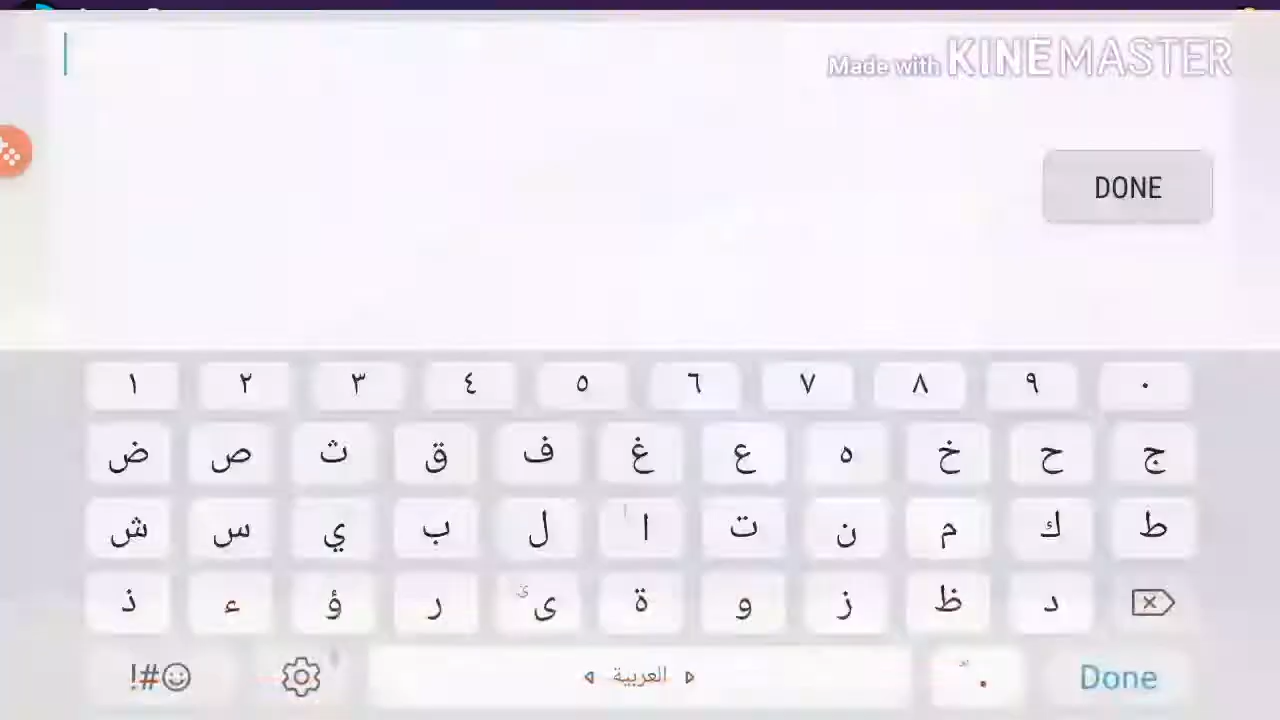 Made with KINEMASTER
DONE
١ ٢ ٣ ٤ ٥ ٦ ٧ ٨ ٩ ٠
ض ص ث ق ف غ ع ه خ ح ج
ش س ي ب ل ا ت ن م ك ط
ذ ء ؤ ر ى ة و ز ظ د
!#☺ العربية . Done